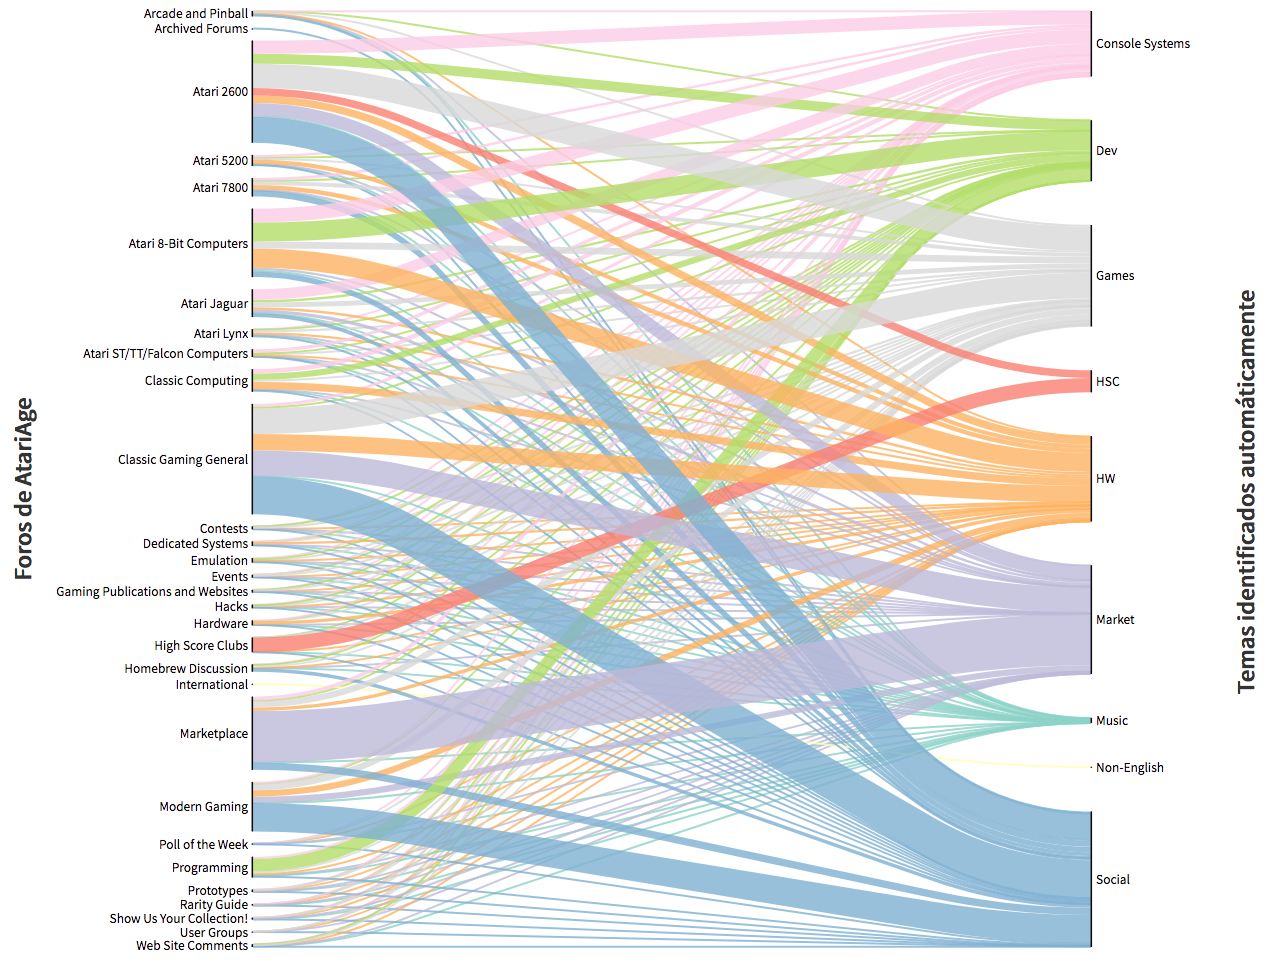 Foros de AtariAge
Arcade and Pinball
Archived Forums
Atari 2600
Atari 5200
Atari 7800
Atari 8-Bit Computers
Atari Jaguar
Atari Lynx
Atari ST/TT/Falcon Computers
Classic Computing
Classic Gaming General
Contests
Dedicated Systems
Emulation
Events
Gaming Publications and Websites
Hacks
Hardware
High Score Clubs
Homebrew Discussion
International
Marketplace
Modern Gaming
Poll of the Week
Programming
Prototypes
Rarity Guide
Show Us Your Collection!
User Groups
Web Site Comments
Console Systems
Dev
Games
HSC
HW
Market
Music
Non-English
Social
Temas identificados automáticamente